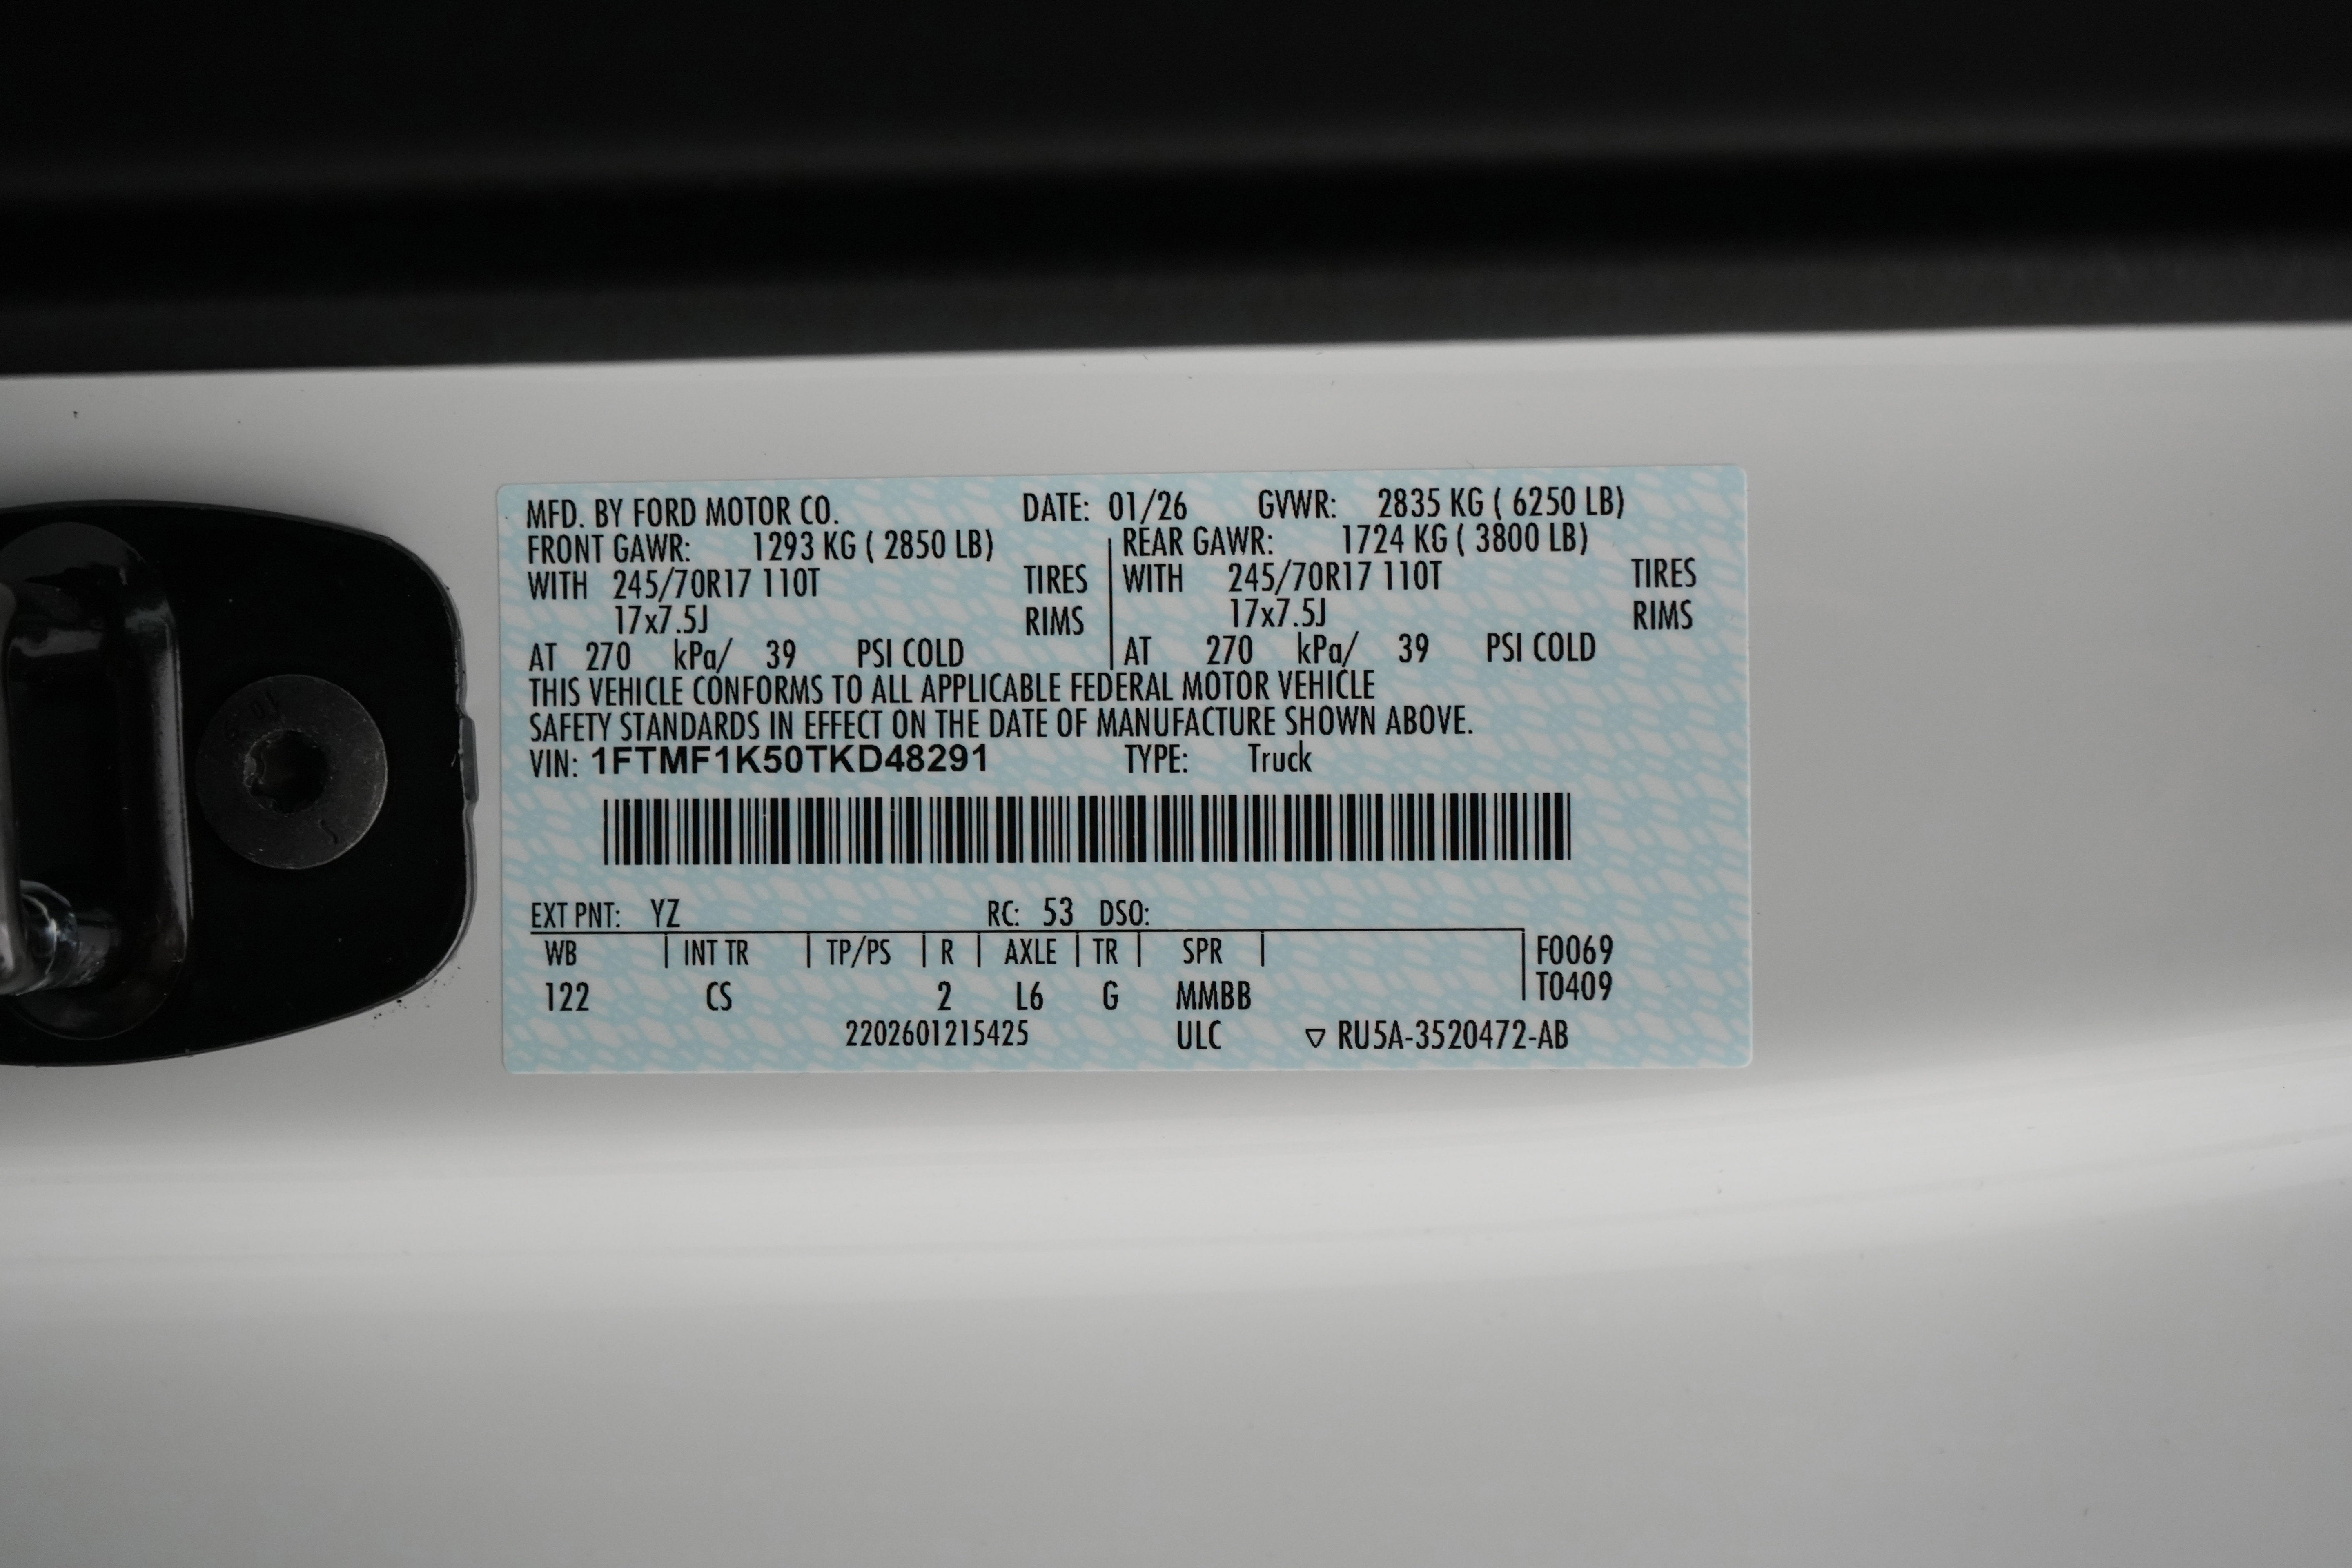 MFD. BY FORD MOTOR CO. DATE: 01/26 GVWR: 2835 KG ( 6250 LB)
FRONT GAWR: 1293 KG ( 2850 LB) REAR GAWR: 1724 KG ( 3800 LB)
WITH 245/70R17 110T TIRES WITH 245/70R17 110T TIRES
17x7.5J RIMS 17x7.5J RIMS
AT 270 kPa/ 39 PSI COLD AT 270 kPa/ 39 PSI COLD
THIS VEHICLE CONFORMS TO ALL APPLICABLE FEDERAL MOTOR VEHICLE
SAFETY STANDARDS IN EFFECT ON THE DATE OF MANUFACTURE SHOWN ABOVE.
VIN: 1FTMF1K50TKD48291 TYPE: Truck
EXT PNT: YZ RC: 53 DSO:
WB INT TR TP/PS R AXLE TR SPR F0069
122 CS 2 L6 G MMBB T0409
2202601215425 ULC ▽ RU5A-3520472-AB